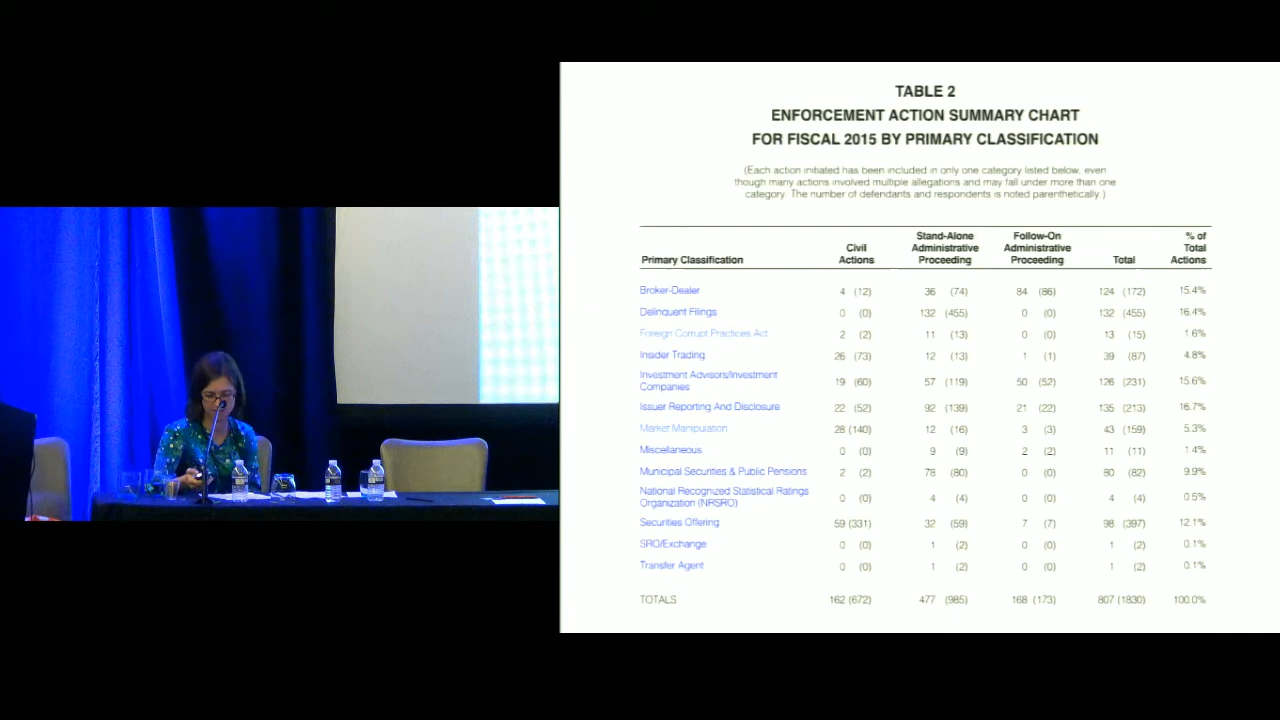 TABLE 2
ENFORCEMENT ACTION SUMMARY CHART
FOR FISCAL 2015 BY PRIMARY CLASSIFICATION
(Each action initiated has been included in only one category listed below, even
though many actions involved multiple allegations and may fall under more than one
category. The number of defendants and respondents is noted parenthetically.)
Primary Classification Civil Actions Stand-Alone Administrative Proceeding Follow-On Administrative Proceeding Total % of Total Actions
Broker-Dealer 4 (12) 36 (74) 84 (86) 124 (172) 15.4%
Delinquent Filings 0 (0) 132 (455) 0 (0) 132 (455) 16.4%
Foreign Corrupt Practices Act 2 (2) 11 (13) 0 (0) 13 (15) 1.6%
Insider Trading 26 (73) 12 (13) 1 (1) 39 (87) 4.8%
Investment Advisors/Investment
Companies 19 (60) 57 (119) 50 (52) 126 (231) 15.6%
Issuer Reporting And Disclosure 22 (52) 92 (139) 21 (22) 135 (213) 16.7%
Market Manipulation 28 (140) 12 (16) 3 (3) 43 (159) 5.3%
Miscellaneous 0 (0) 9 (9) 2 (2) 11 (11) 1.4%
Municipal Securities & Public Pensions 2 (2) 78 (80) 0 (0) 80 (82) 9.9%
National Recognized Statistical Ratings
Organization (NRSRO) 0 (0) 4 (4) 0 (0) 4 (4) 0.5%
Securities Offering 59 (331) 32 (59) 7 (7) 98 (397) 12.1%
SRO/Exchange 0 (0) 1 (2) 0 (0) 1 (2) 0.1%
Transfer Agent 0 (0) 1 (2) 0 (0) 1 (2) 0.1%
TOTALS 162 (672) 477 (985) 168 (173) 807 (1830) 100.0%